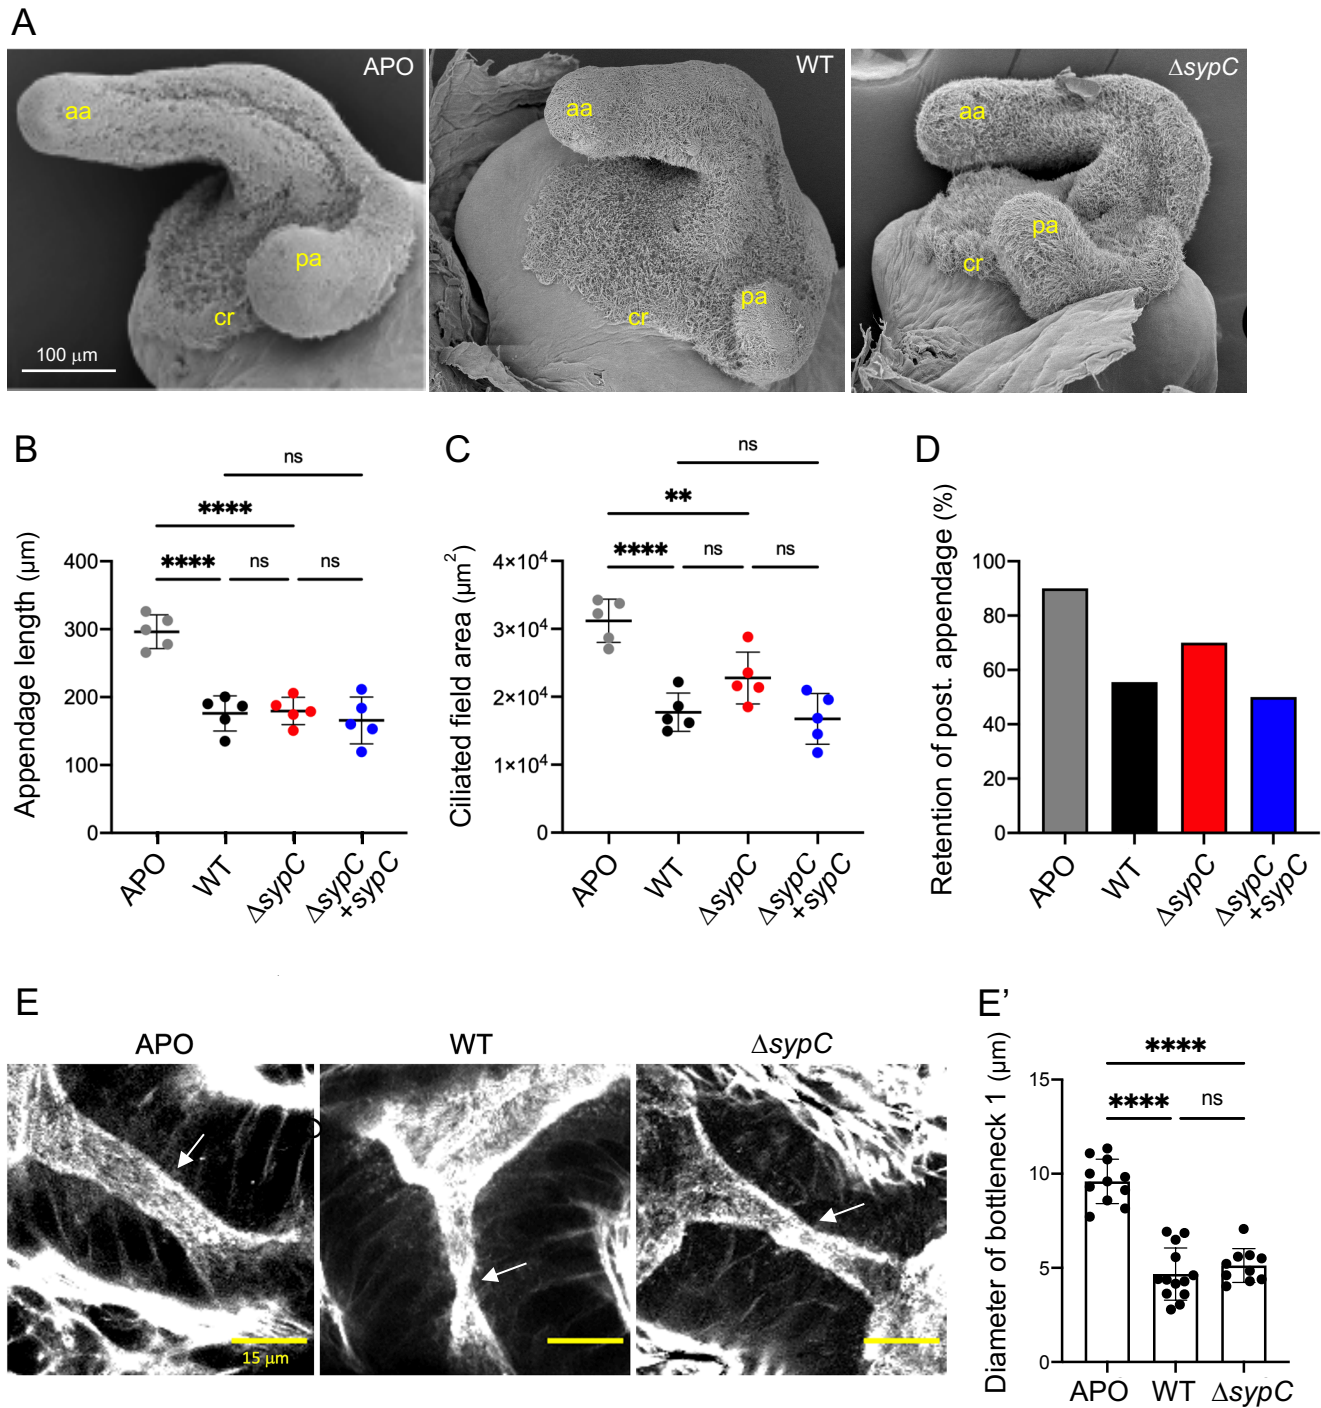 A
APO
aa
pa
cr
100 µm
WT
aa
pa
cr
ΔsypC
aa
pa
cr
B
ns
****
**** ns ns
Appendage length (µm)
400
300
200
100
0
APO
WT
ΔsypC
ΔsypC
+sypC
C
ns
**
**** ns ns
Ciliated field area (µm²)
4×10⁴
3×10⁴
2×10⁴
1×10⁴
0
APO
WT
ΔsypC
ΔsypC
+sypC
D
Retention of post. appendage (%)
100
80
60
40
20
0
APO
WT
ΔsypC
ΔsypC
+sypC
E
APO
WT
ΔsypC
15 µm
E'
****
**** ns
Diameter of bottleneck 1 (µm)
15
10
5
0
APO WT ΔsypC